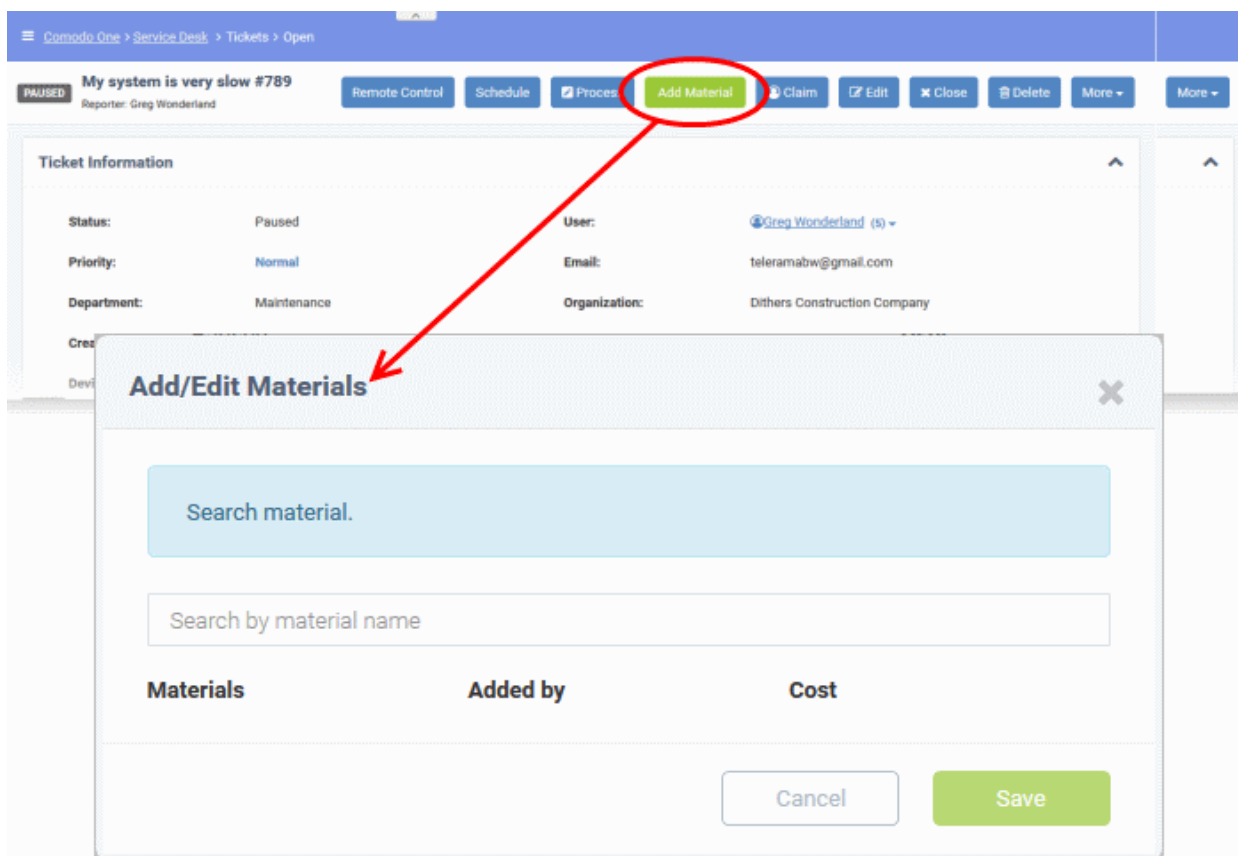 Comodo One > Service Desk > Tickets > Open
PAUSED My system is very slow #789 Remote Control Schedule Proces Add Material Claim Edit Close Delete More More
Reporter: Greg Wonderland
Ticket Information
Status: Paused User: Greg Wonderland (5)
Priority: Normal Email: teleramabw@gmail.com
Department: Maintenance Organization: Dithers Construction Company
Crea
Devi
Add/Edit Materials
Search material.
Search by material name
Materials Added by Cost
Cancel Save